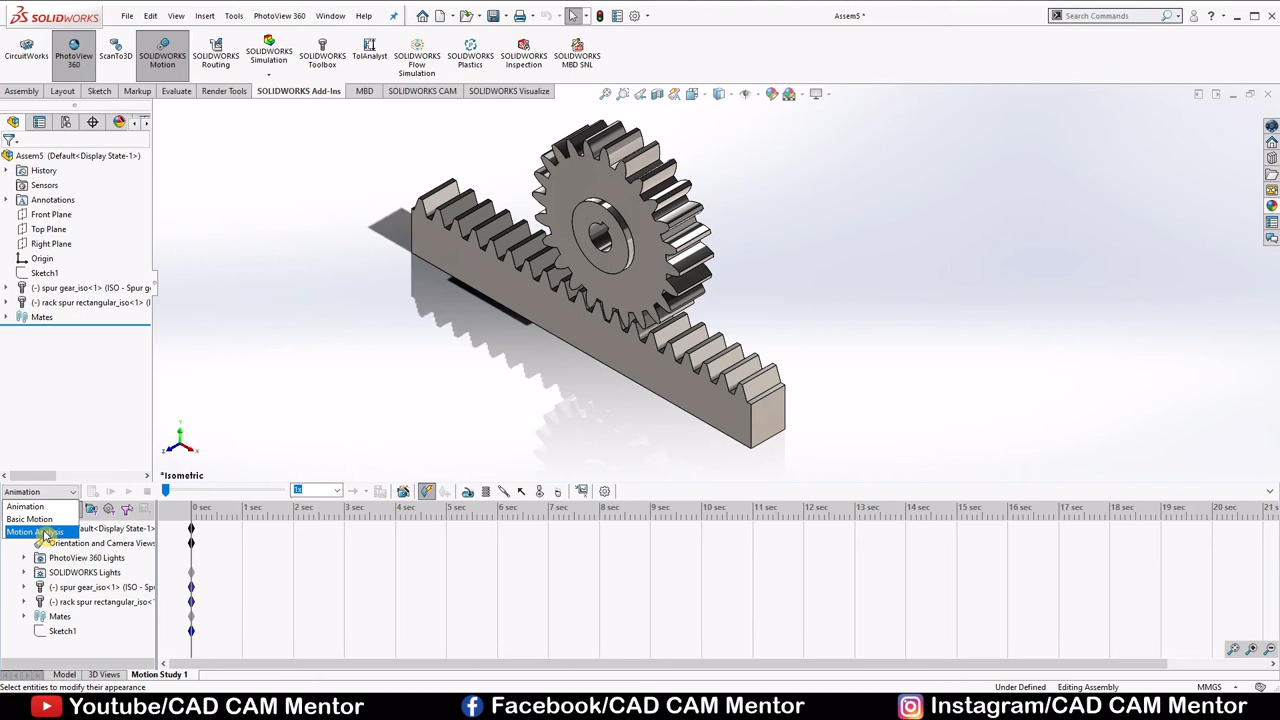 SOLIDWORKS File Edit View Insert Tools PhotoView 360 Window Help Assem5 * Search Commands
CircuitWorks PhotoView 360 ScanTo3D SOLIDWORKS Motion SOLIDWORKS Routing SOLIDWORKS Simulation SOLIDWORKS Toolbox TolAnalyst SOLIDWORKS Flow Simulation SOLIDWORKS Plastics SOLIDWORKS Inspection SOLIDWORKS MBD SNL
Assembly Layout Sketch Markup Evaluate Render Tools SOLIDWORKS Add-Ins MBD SOLIDWORKS CAM SOLIDWORKS Visualize
Assem5 (Default<Display State-1>)
History
Sensors
Annotations
Front Plane
Top Plane
Right Plane
Origin
Sketch1
(-) spur gear_iso<1> (ISO - Spur ge
(-) rack spur rectangular_iso<1> (I
Mates
*Isometric
Animation 1x
Animation
Basic Motion
Motion Analysis
0 sec 1 sec 2 sec 3 sec 4 sec 5 sec 6 sec 7 sec 8 sec 9 sec 10 sec 11 sec 12 sec 13 sec 14 sec 15 sec 16 sec 17 sec 18 sec 19 sec 20 sec 21 s
fault<Display State-1>
Orientation and Camera Views
PhotoView 360 Lights
SOLIDWORKS Lights
(-) spur gear_iso<1> (ISO - Sp
(-) rack spur rectangular_iso<
Mates
Sketch1
Model 3D Views Motion Study 1
Select entities to modify their appearance Under Defined Editing Assembly MMGS
Youtube/CAD CAM Mentor Facebook/CAD CAM Mentor Instagram/CAD CAM Mentor